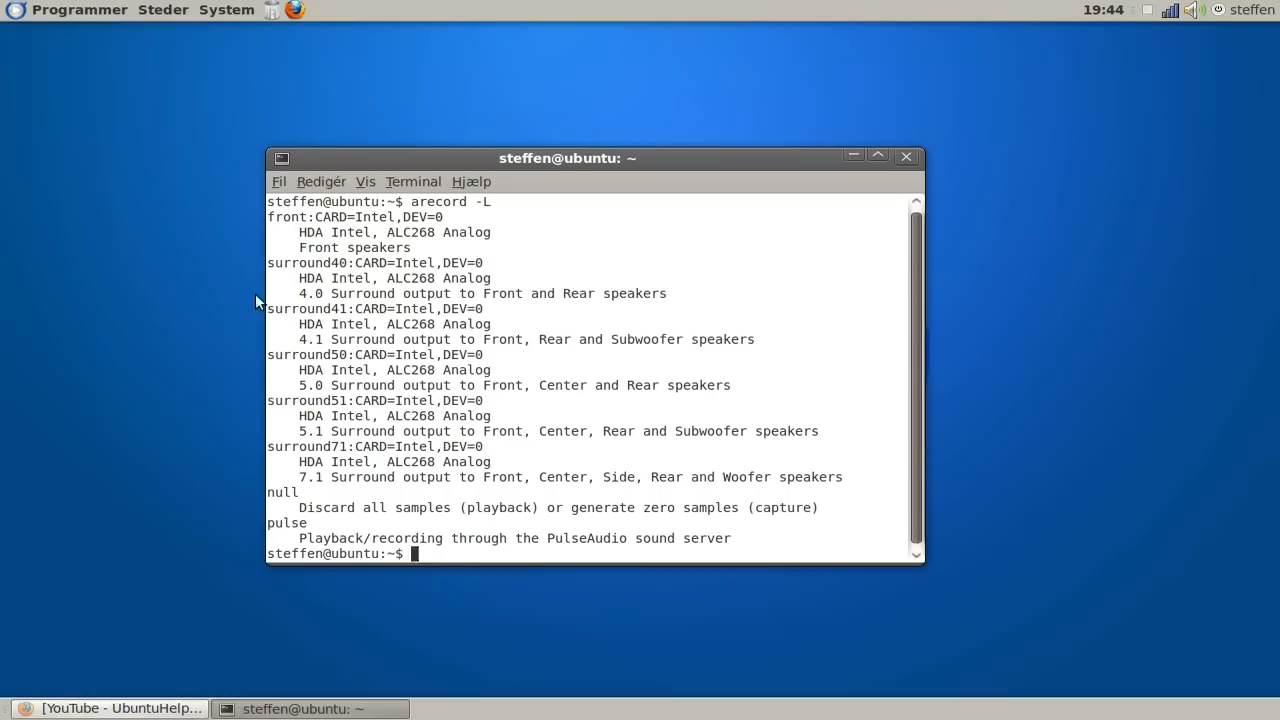 Programmer Steder System 19:44 steffen
steffen@ubuntu: ~
Fil Redigér Vis Terminal Hjælp
steffen@ubuntu:~$ arecord -L
front:CARD=Intel,DEV=0
    HDA Intel, ALC268 Analog
    Front speakers
surround40:CARD=Intel,DEV=0
    HDA Intel, ALC268 Analog
    4.0 Surround output to Front and Rear speakers
surround41:CARD=Intel,DEV=0
    HDA Intel, ALC268 Analog
    4.1 Surround output to Front, Rear and Subwoofer speakers
surround50:CARD=Intel,DEV=0
    HDA Intel, ALC268 Analog
    5.0 Surround output to Front, Center and Rear speakers
surround51:CARD=Intel,DEV=0
    HDA Intel, ALC268 Analog
    5.1 Surround output to Front, Center, Rear and Subwoofer speakers
surround71:CARD=Intel,DEV=0
    HDA Intel, ALC268 Analog
    7.1 Surround output to Front, Center, Side, Rear and Woofer speakers
null
    Discard all samples (playback) or generate zero samples (capture)
pulse
    Playback/recording through the PulseAudio sound server
steffen@ubuntu:~$
[YouTube - UbuntuHelp... steffen@ubuntu: ~